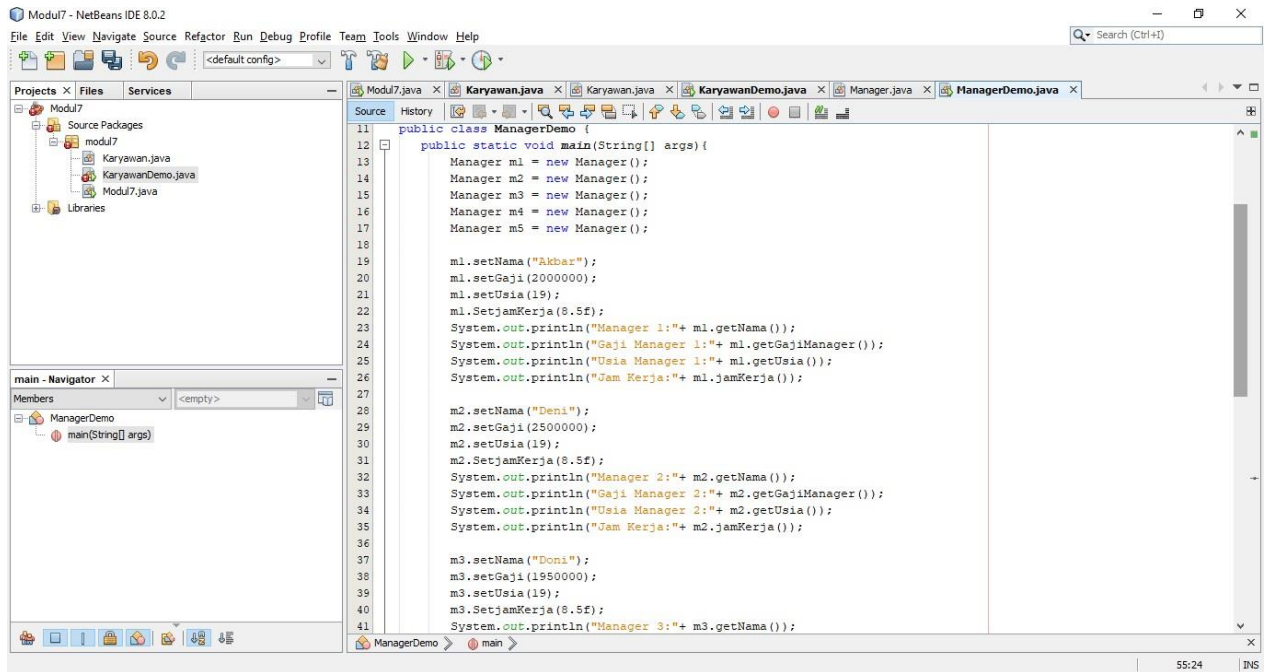 Modul7 - NetBeans IDE 8.0.2
File Edit View Navigate Source Refactor Run Debug Profile Team Tools Window Help
Search (Ctrl+I)
<default config>
Projects Files Services
Modul7
Source Packages
modul7
Karyawan.java
KaryawanDemo.java
Modul7.java
Libraries
main - Navigator
Members <empty>
ManagerDemo
main(String[] args)
Modul7.java Karyawan.java Karyawan.java KaryawanDemo.java Manager.java ManagerDemo.java
Source History
11 public class ManagerDemo {
12 public static void main(String[] args){
13 Manager m1 = new Manager();
14 Manager m2 = new Manager();
15 Manager m3 = new Manager();
16 Manager m4 = new Manager();
17 Manager m5 = new Manager();
18
19 m1.setNama("Akbar");
20 m1.setGaji(2000000);
21 m1.setUsia(19);
22 m1.SetjamKerja(8.5f);
23 System.out.println("Manager 1:"+ m1.getNama());
24 System.out.println("Gaji Manager 1:"+ m1.getGajiManager());
25 System.out.println("Usia Manager 1:"+ m1.getUsia());
26 System.out.println("Jam Kerja:"+ m1.jamKerja());
27
28 m2.setNama("Deni");
29 m2.setGaji(2500000);
30 m2.setUsia(19);
31 m2.SetjamKerja(8.5f);
32 System.out.println("Manager 2:"+ m2.getNama());
33 System.out.println("Gaji Manager 2:"+ m2.getGajiManager());
34 System.out.println("Usia Manager 2:"+ m2.getUsia());
35 System.out.println("Jam Kerja:"+ m2.jamKerja());
36
37 m3.setNama("Doni");
38 m3.setGaji(1950000);
39 m3.setUsia(19);
40 m3.SetjamKerja(8.5f);
41 System.out.println("Manager 3:"+ m3.getNama());
ManagerDemo main
55:24 INS